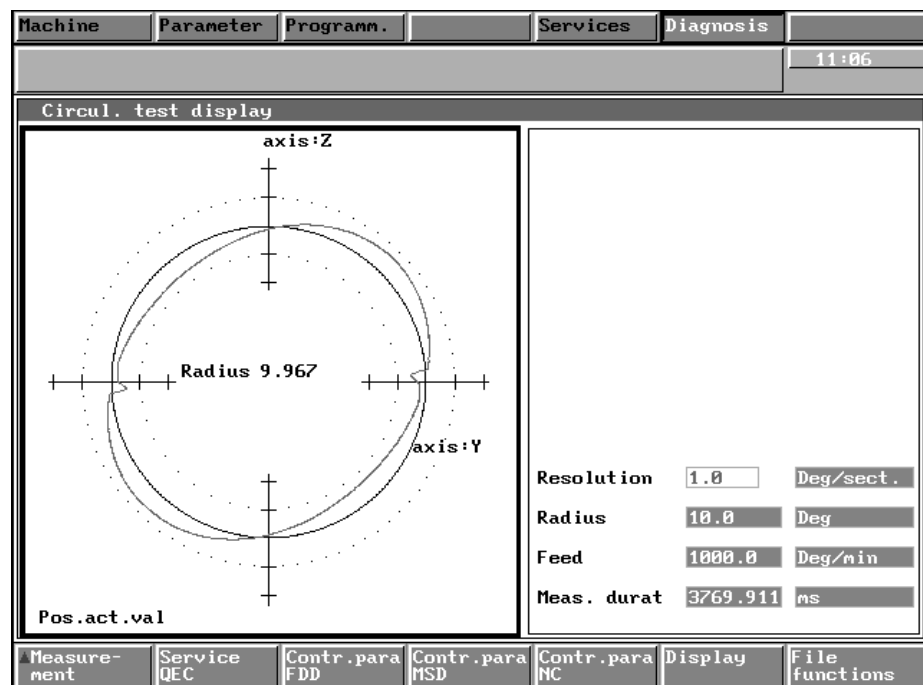 Machine Parameter Programm. Services Diagnosis
11:06
Circul. test display
axis:Z
Radius 9.967
axis:Y
Resolution 1.0 Deg/sect.
Radius 10.0 Deg
Feed 1000.0 Deg/min
Meas. durat 3769.911 ms
Pos.act.val
Measure- Service Contr.para Contr.para Contr.para Display File
ment QEC FDD MSD NC functions